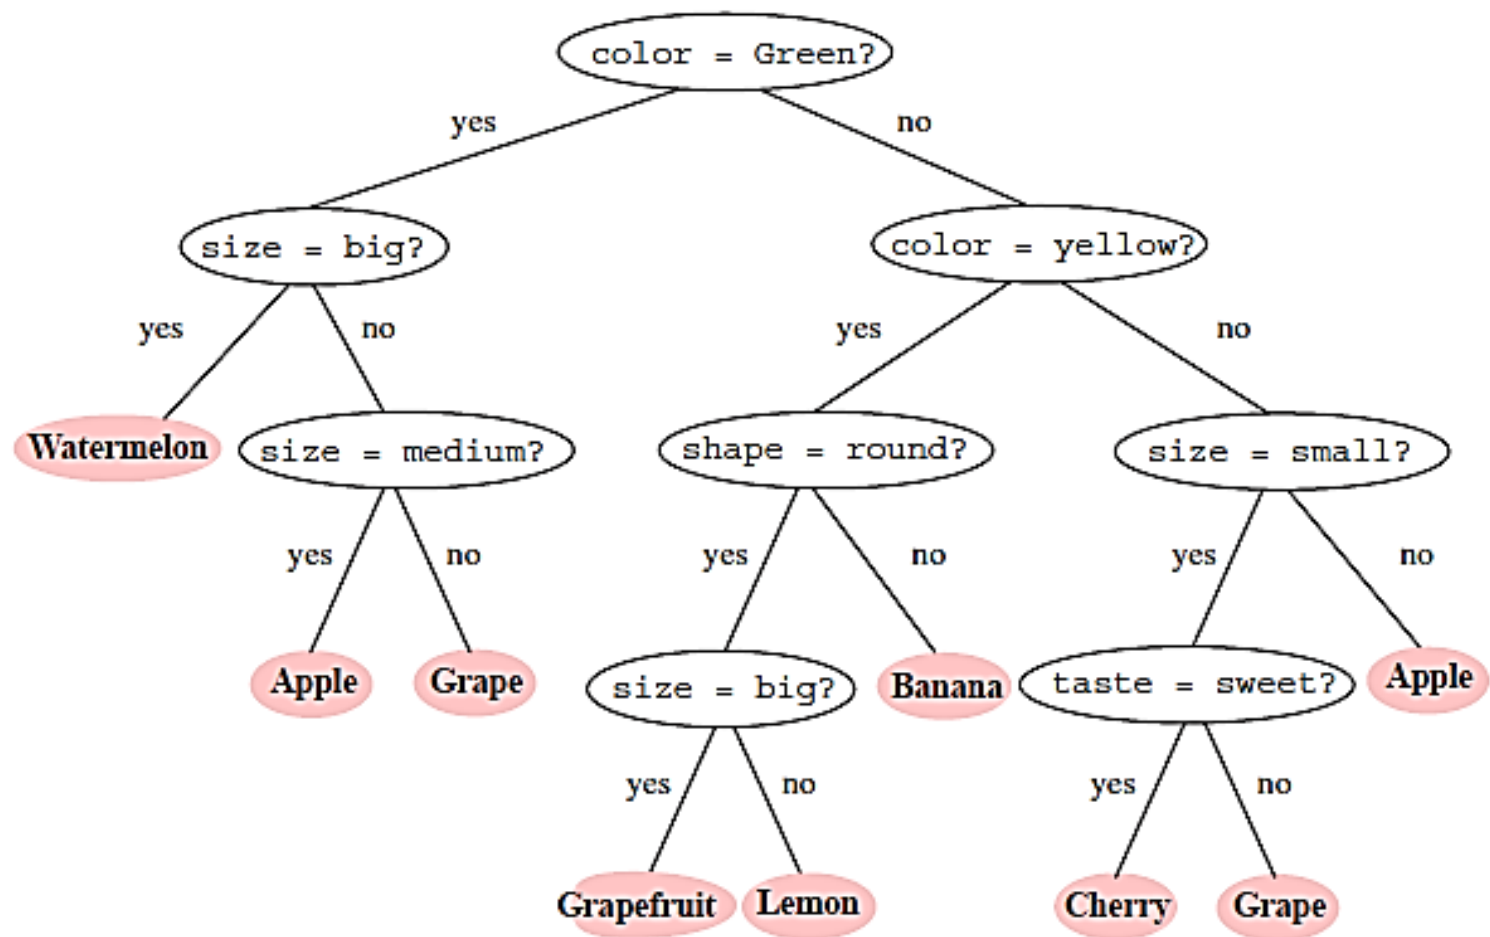 color = Green?
yes
no
size = big?
color = yellow?
yes
no
yes
no
Watermelon
size = medium?
shape = round?
size = small?
yes
no
yes
no
yes
no
Apple
Grape
size = big?
Banana
taste = sweet?
Apple
yes
no
yes
no
Grapefruit
Lemon
Cherry
Grape